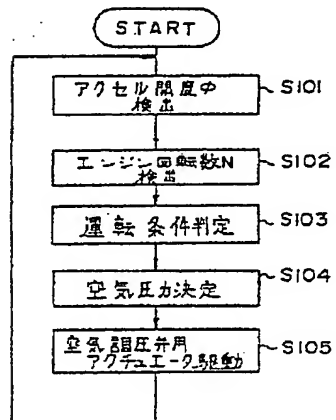 START
アクセル開度中
検出
S101
エンジン回転数N
検出
S102
運転条件判定
S103
空気圧力決定
S104
空気調圧弁用
アクチュエータ駆動
S105